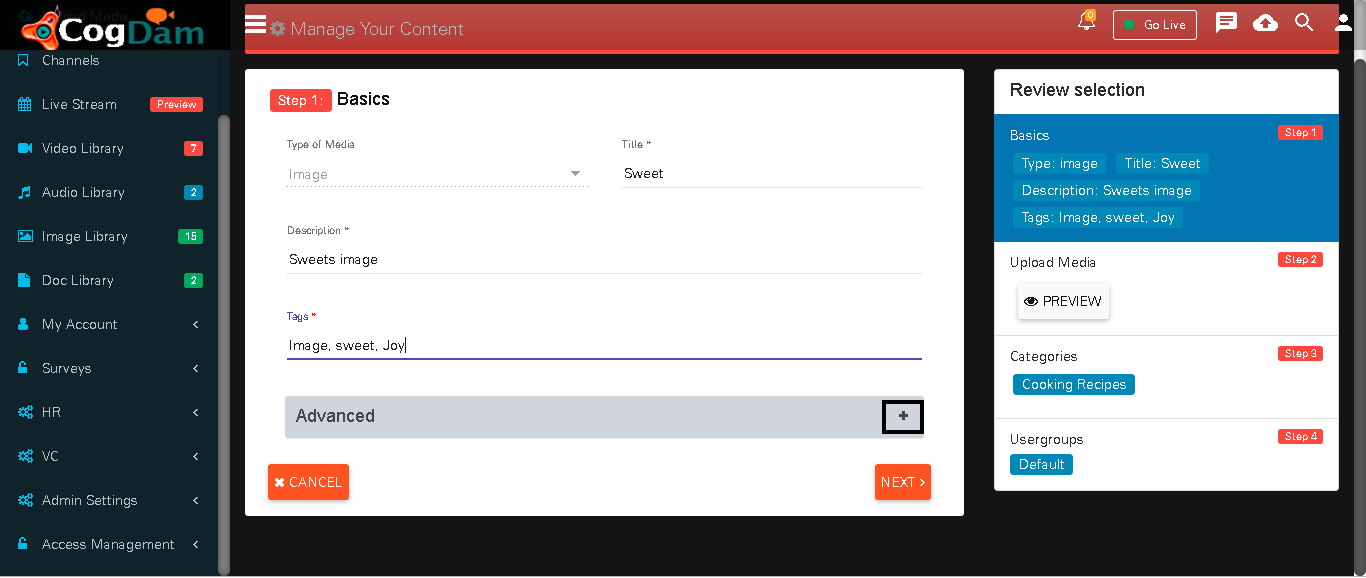 CogDam
Channels
Live Stream Preview
Video Library 7
Audio Library 2
Image Library 15
Doc Library 2
My Account
Surveys
HR
VC
Admin Settings
Access Management
Manage Your Content
0
Go Live
Step 1: Basics
Type of Media
Image
Title *
Sweet
Description *
Sweets image
Tags *
Image, sweet, Joy
Advanced
+
CANCEL
NEXT
Review selection
Basics Step 1
Type: image Title: Sweet
Description: Sweets image
Tags: Image, sweet, Joy
Upload Media Step 2
PREVIEW
Categories Step 3
Cooking Recipes
Usergroups Step 4
Default